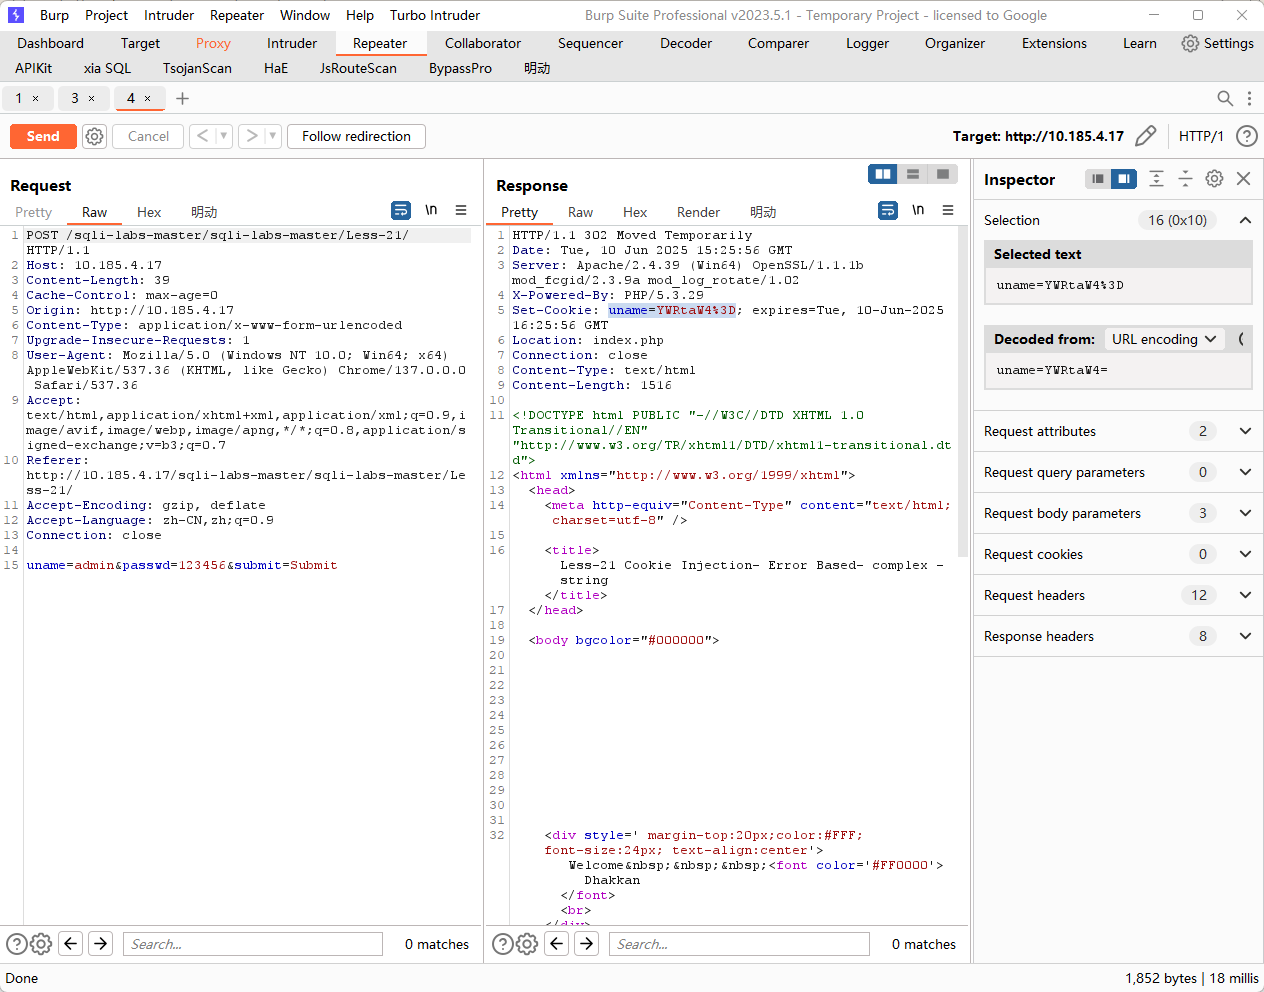 Burp Project Intruder Repeater Window Help Turbo Intruder Burp Suite Professional v2023.5.1 - Temporary Project - licensed to Google
Dashboard Target Proxy Intruder Repeater Collaborator Sequencer Decoder Comparer Logger Organizer Extensions Learn Settings
APIKit xia SQL TsojanScan HaE JsRouteScan BypassPro 明动
1 × 3 × 4 × +
Send Cancel < > Follow redirection Target: http://10.185.4.17 HTTP/1 ?
Request
Pretty Raw Hex 明动 \n
1 POST /sqli-labs-master/sqli-labs-master/Less-21/
HTTP/1.1
2 Host: 10.185.4.17
3 Content-Length: 39
4 Cache-Control: max-age=0
5 Origin: http://10.185.4.17
6 Content-Type: application/x-www-form-urlencoded
7 Upgrade-Insecure-Requests: 1
8 User-Agent: Mozilla/5.0 (Windows NT 10.0; Win64; x64)
AppleWebKit/537.36 (KHTML, like Gecko) Chrome/137.0.0.0
Safari/537.36
9 Accept:
text/html,application/xhtml+xml,application/xml;q=0.9,i
mage/avif,image/webp,image/apng,*/*;q=0.8,application/s
igned-exchange;v=b3;q=0.7
10 Referer:
http://10.185.4.17/sqli-labs-master/sqli-labs-master/Le
ss-21/
11 Accept-Encoding: gzip, deflate
12 Accept-Language: zh-CN,zh;q=0.9
13 Connection: close
14
15 uname=admin&passwd=123456&submit=Submit
? Search... 0 matches
Response
Pretty Raw Hex Render 明动 \n
1 HTTP/1.1 302 Moved Temporarily
2 Date: Tue, 10 Jun 2025 15:25:56 GMT
3 Server: Apache/2.4.39 (Win64) OpenSSL/1.1.1b
mod_fcgid/2.3.9a mod_log_rotate/1.02
4 X-Powered-By: PHP/5.3.29
5 Set-Cookie: uname=YWRtaW4%3D; expires=Tue, 10-Jun-2025
16:25:56 GMT
6 Location: index.php
7 Connection: close
8 Content-Type: text/html
9 Content-Length: 1516
10
11 <!DOCTYPE html PUBLIC "-//W3C//DTD XHTML 1.0
Transitional//EN"
"http://www.w3.org/TR/xhtml1/DTD/xhtml1-transitional.dt
d">
12 <html xmlns="http://www.w3.org/1999/xhtml">
13 <head>
14 <meta http-equiv="Content-Type" content="text/html;
charset=utf-8" />
15
16 <title>
Less-21 Cookie Injection- Error Based- complex -
string
</title>
17 </head>
18
19 <body bgcolor="#000000">
20
21
22
23
24
25
26
27
28
29
30
31
32 <div style=' margin-top:20px;color:#FFF;
font-size:24px; text-align:center'>
Welcome&nbsp;&nbsp;&nbsp;<font color='#FF0000'>
Dhakkan
</font>
<br>
</div>
? Search... 0 matches
Inspector
Selection 16 (0x10)
Selected text
uname=YWRtaW4%3D
Decoded from: URL encoding
uname=YWRtaW4=
Request attributes 2
Request query parameters 0
Request body parameters 3
Request cookies 0
Request headers 12
Response headers 8
Done 1,852 bytes | 18 millis